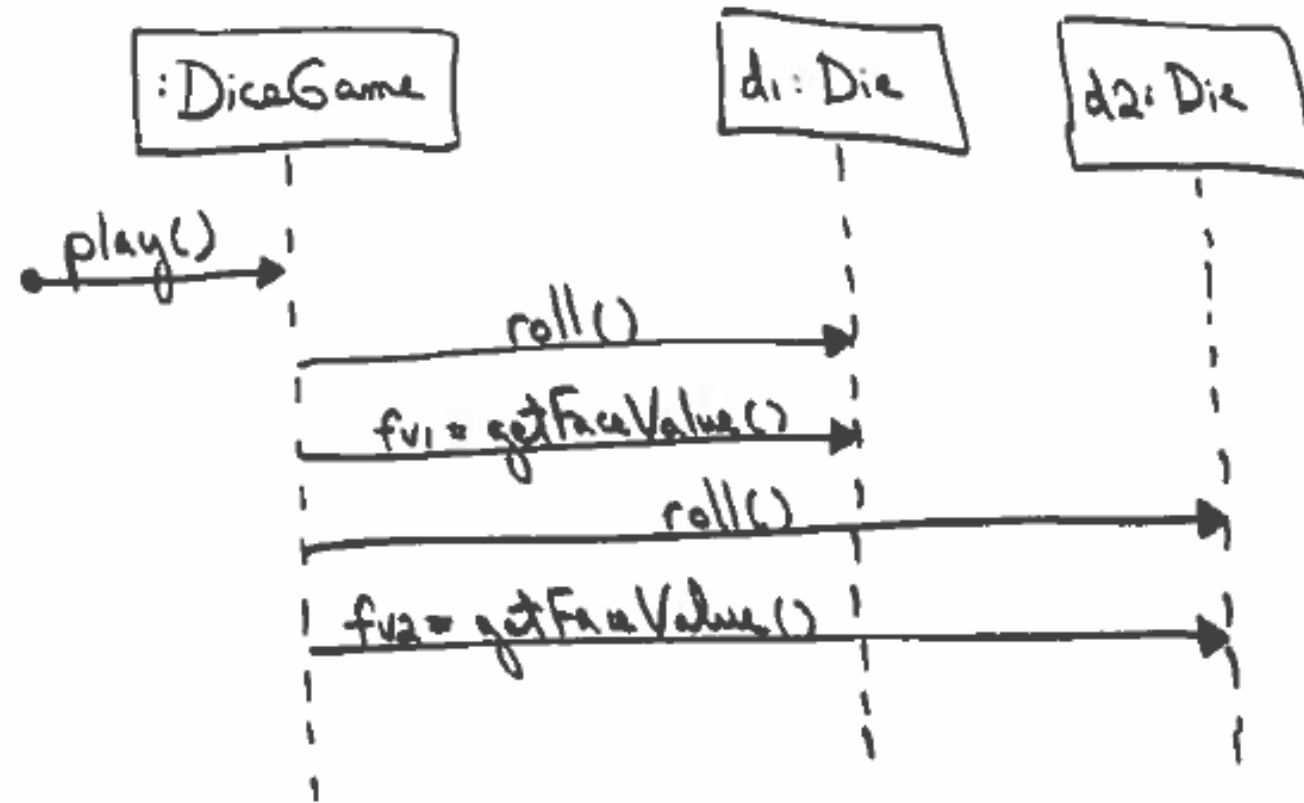 :DiceGame
d1: Die
d2: Die
play()
roll()
fv1 = getFaceValue()
roll()
fv2 = getFaceValue()